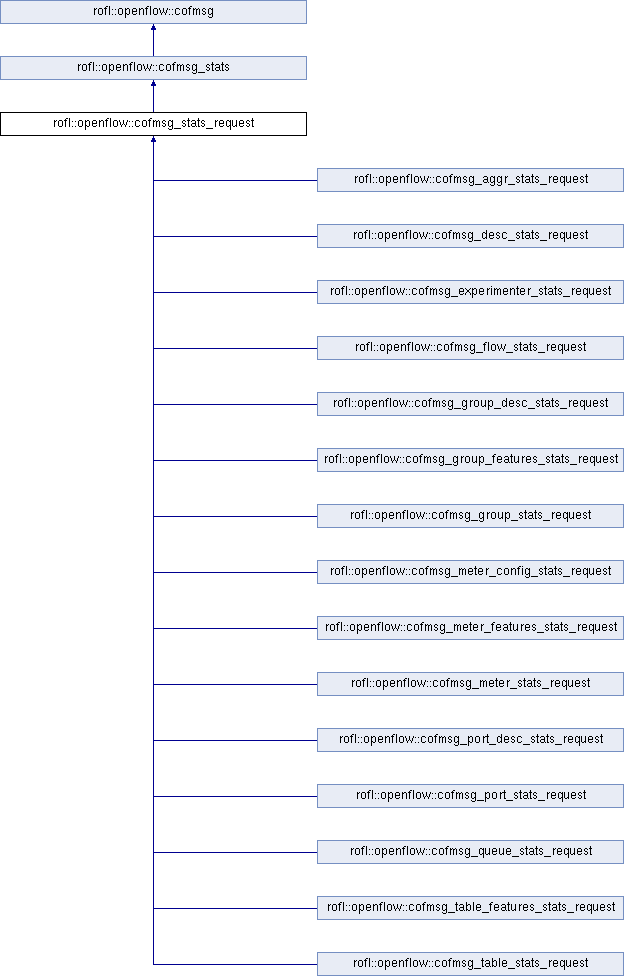 rofl::openflow::cofmsg
rofl::openflow::cofmsg_stats
rofl::openflow::cofmsg_stats_request
rofl::openflow::cofmsg_aggr_stats_request
rofl::openflow::cofmsg_desc_stats_request
rofl::openflow::cofmsg_experimenter_stats_request
rofl::openflow::cofmsg_flow_stats_request
rofl::openflow::cofmsg_group_desc_stats_request
rofl::openflow::cofmsg_group_features_stats_request
rofl::openflow::cofmsg_group_stats_request
rofl::openflow::cofmsg_meter_config_stats_request
rofl::openflow::cofmsg_meter_features_stats_request
rofl::openflow::cofmsg_meter_stats_request
rofl::openflow::cofmsg_port_desc_stats_request
rofl::openflow::cofmsg_port_stats_request
rofl::openflow::cofmsg_queue_stats_request
rofl::openflow::cofmsg_table_features_stats_request
rofl::openflow::cofmsg_table_stats_request